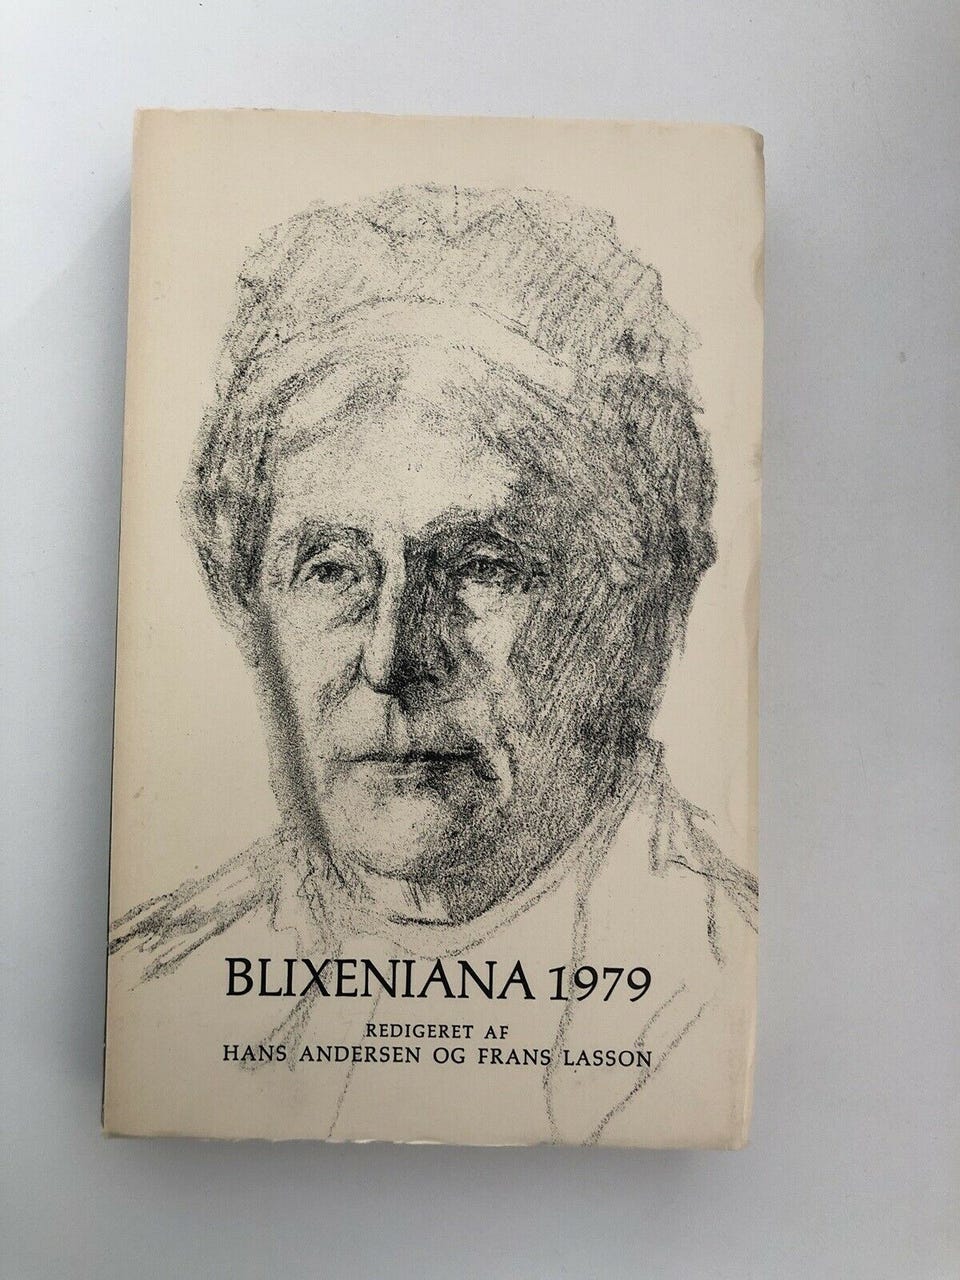 BLIXENIANA 1979
REDIGERET AF
HANS ANDERSEN OG FRANS LASSON